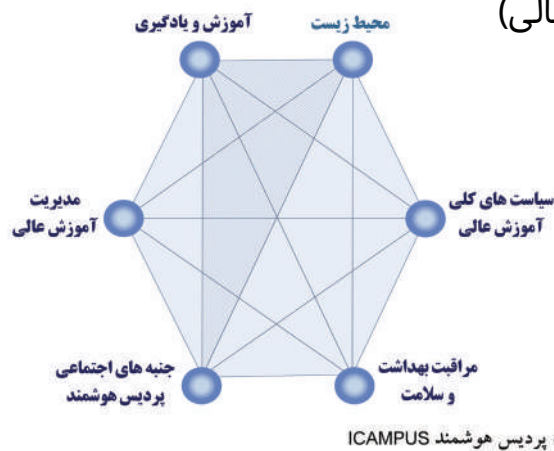 الی)
آموزش و یادگیری
محیط زیست
مدیریت
آموزش عالی
سیاست های کلی
آموزش عالی
جنبه های اجتماعی
پردیس هوشمند
مراقبت بهداشت
و سلامت
پردیس هوشمند ICAMPUS